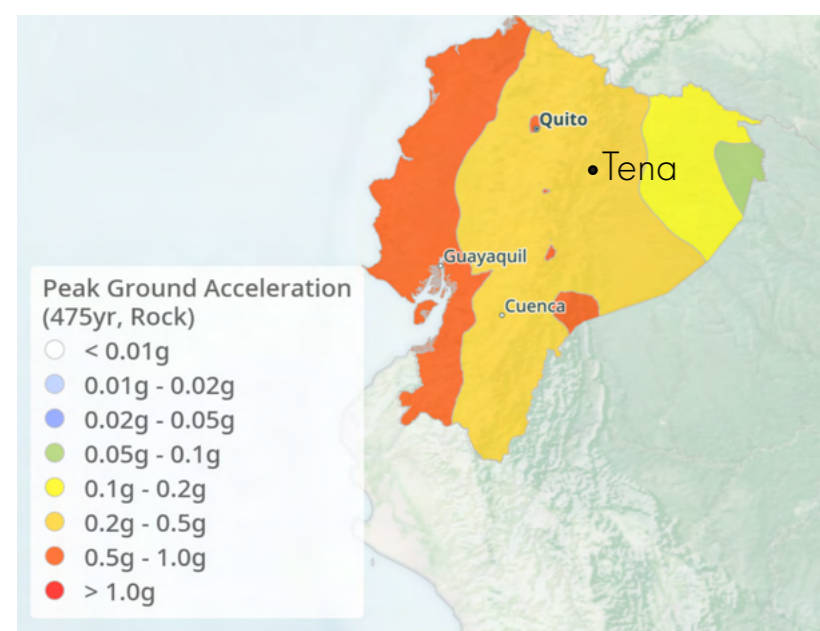 Quito
Tena
Guayaquil
Cuenca
Peak Ground Acceleration
(475yr, Rock)
< 0.01g
0.01g - 0.02g
0.02g - 0.05g
0.05g - 0.1g
0.1g - 0.2g
0.2g - 0.5g
0.5g - 1.0g
> 1.0g